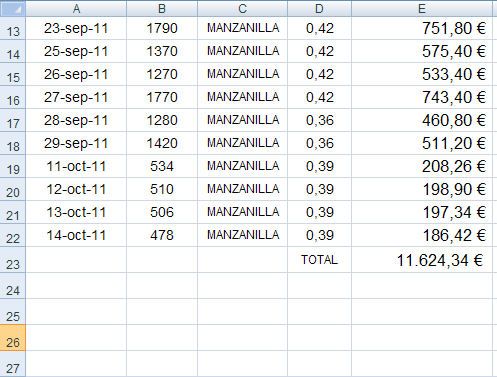 A B C D E
13 23-sep-11 1790 MANZANILLA 0,42 751,80 €
14 25-sep-11 1370 MANZANILLA 0,42 575,40 €
15 26-sep-11 1270 MANZANILLA 0,42 533,40 €
16 27-sep-11 1770 MANZANILLA 0,42 743,40 €
17 28-sep-11 1280 MANZANILLA 0,36 460,80 €
18 29-sep-11 1420 MANZANILLA 0,36 511,20 €
19 11-oct-11 534 MANZANILLA 0,39 208,26 €
20 12-oct-11 510 MANZANILLA 0,39 198,90 €
21 13-oct-11 506 MANZANILLA 0,39 197,34 €
22 14-oct-11 478 MANZANILLA 0,39 186,42 €
23 TOTAL 11.624,34 €
24
25
26
27